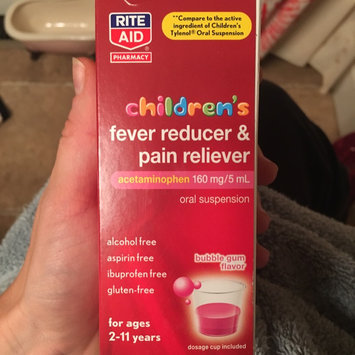 RITE
AID
PHARMACY
**Compare to the active
ingredient of Children's
Tylenol® Oral Suspension
children's
fever reducer &
pain reliever
acetaminophen 160 mg/5 mL
oral suspension
alcohol free
aspirin free
ibuprofen free
gluten-free
bubble gum
flavor
for ages
2-11 years
dosage cup included